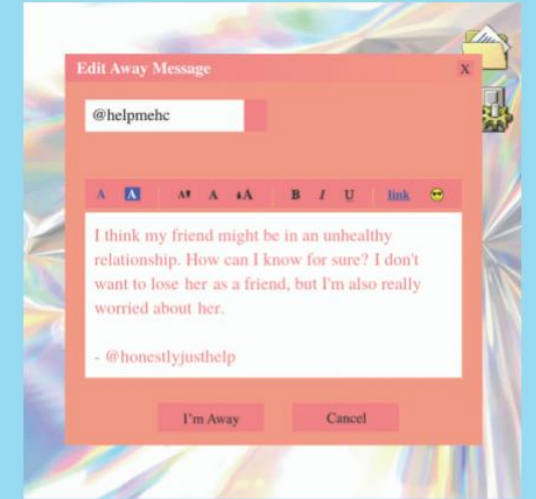 Edit Away Message
X
@helpmehc
A A A A A B I U link
I think my friend might be in an unhealthy
relationship. How can I know for sure? I don't
want to lose her as a friend, but I'm also really
worried about her.
- @honestlyjusthelp
I'm Away
Cancel